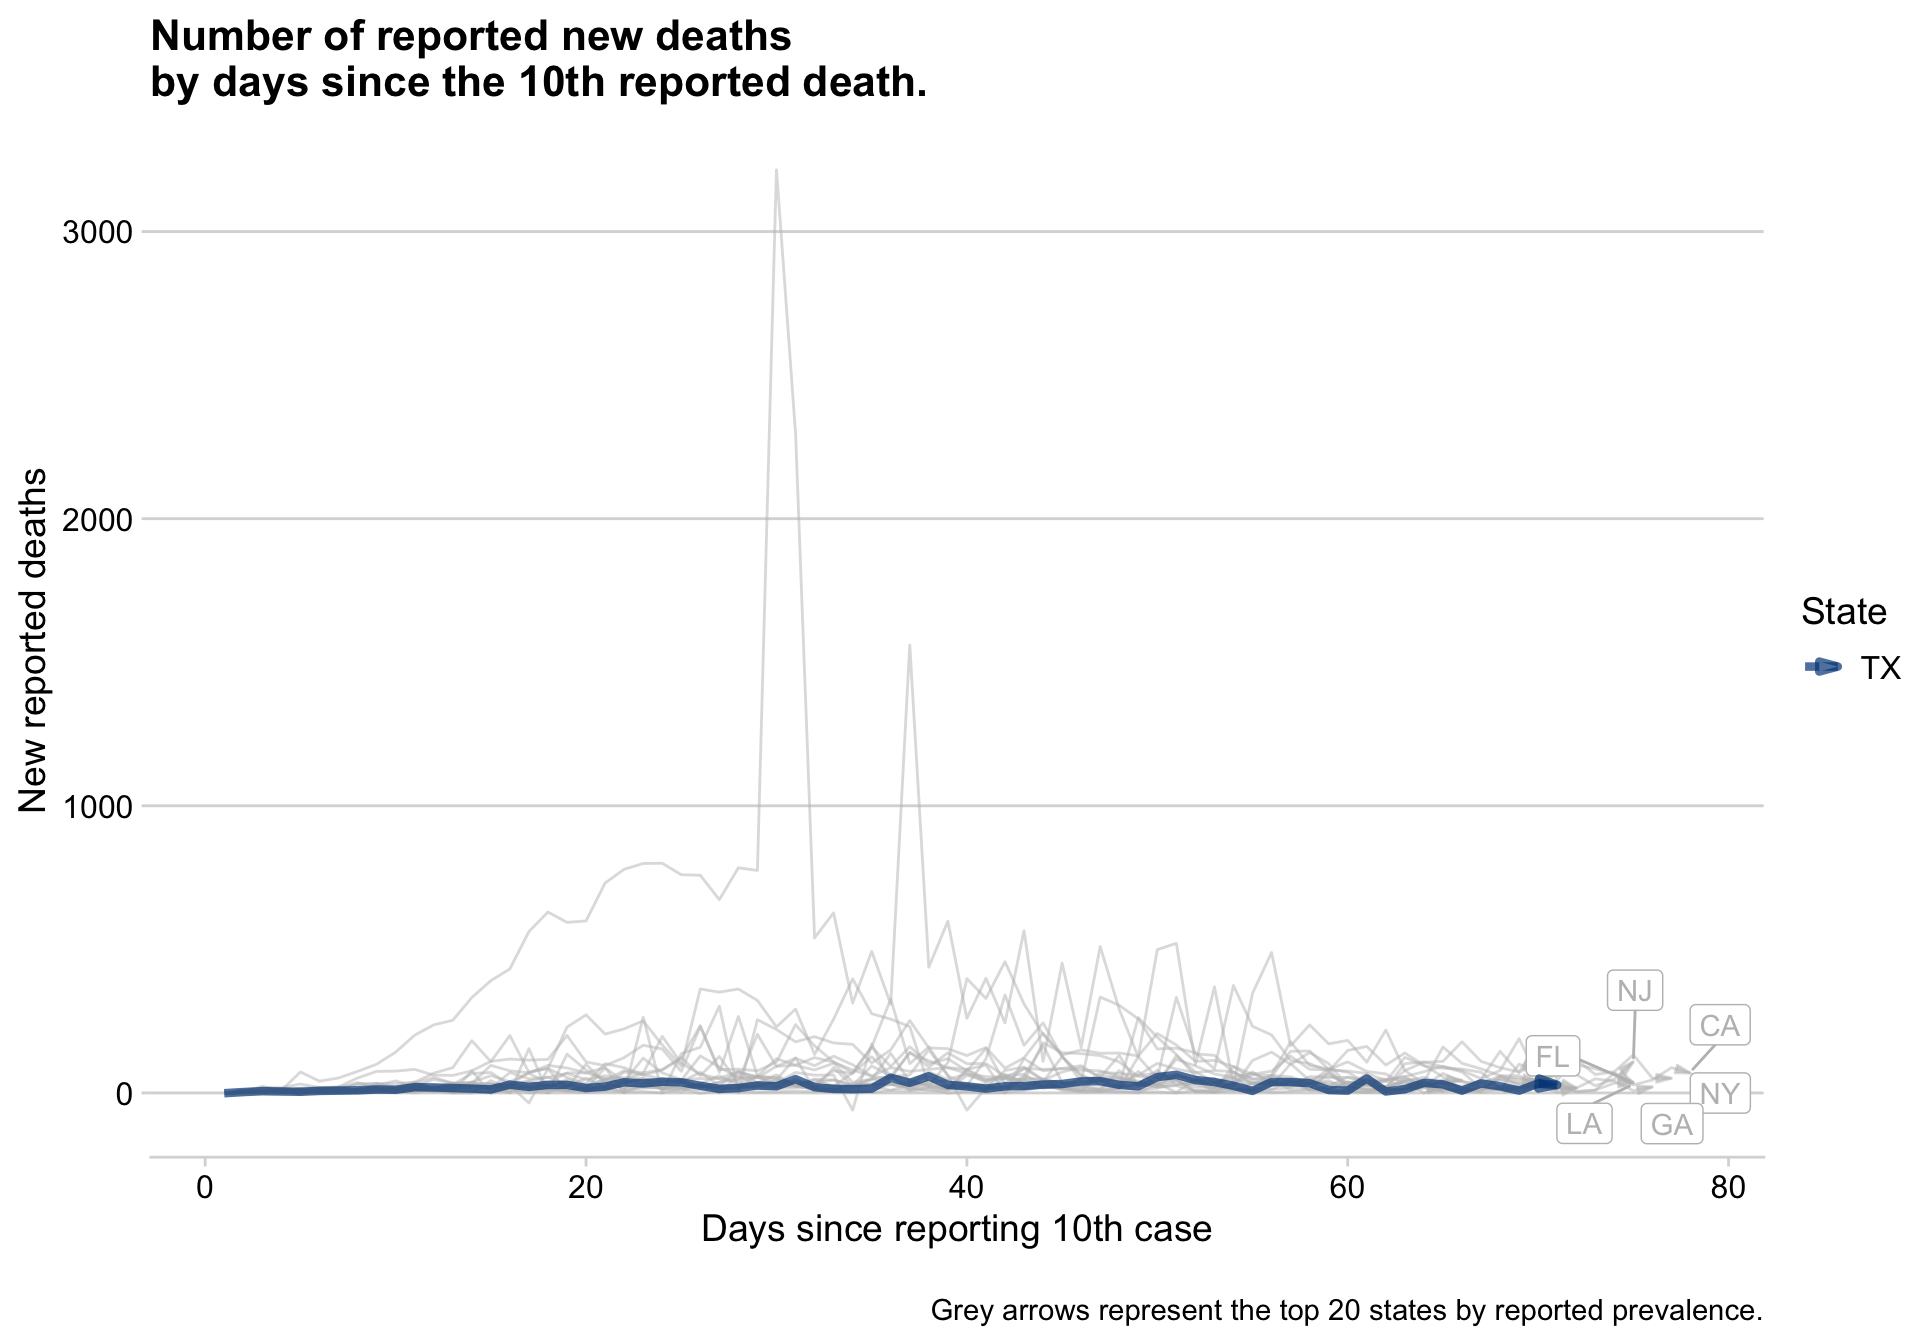 Number of reported new deaths
by days since the 10th reported death.
New reported deaths
3000
2000
1000
0
NJ
CA
FL
NY
LA
GA
State
TX
0
20
40
60
80
Days since reporting 10th case
Grey arrows represent the top 20 states by reported prevalence.